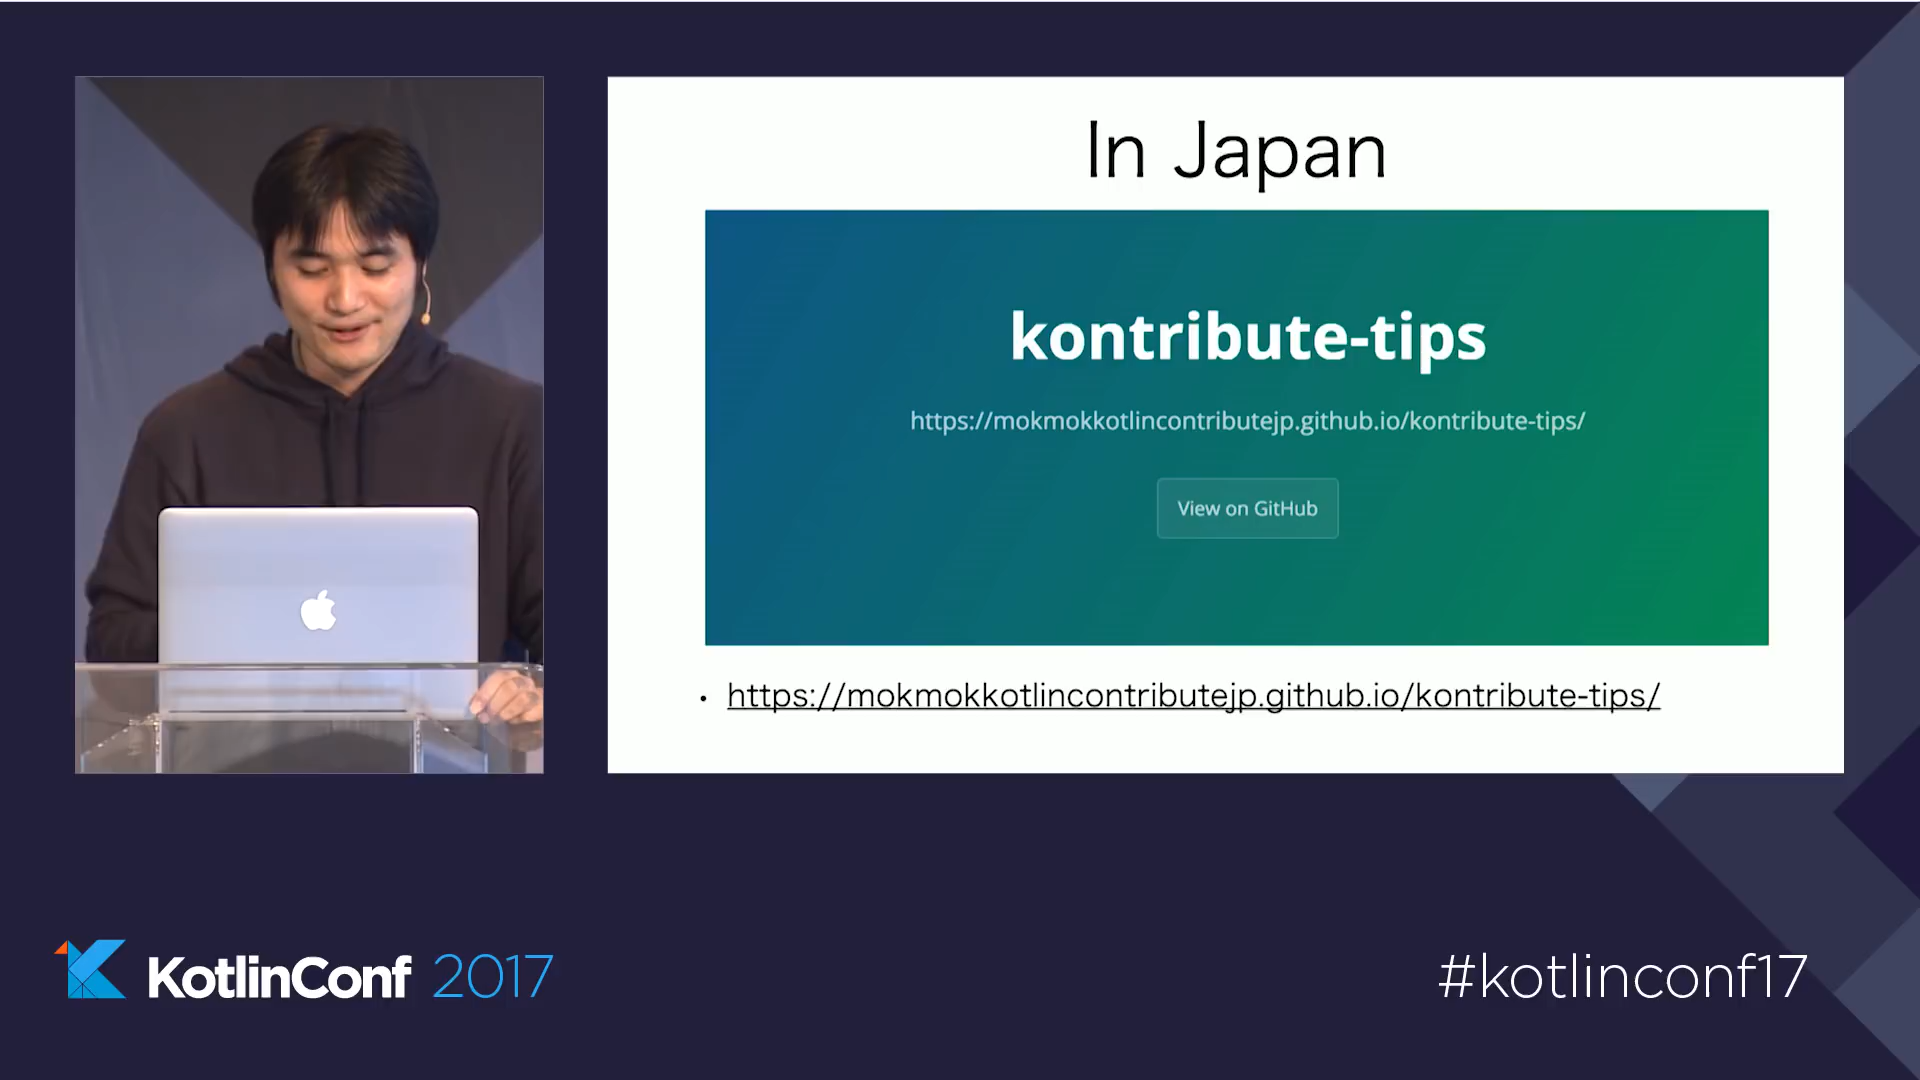 In Japan
kontribute-tips
https://mokmokkotlincontributejp.github.io/kontribute-tips/
View on GitHub
• https://mokmokkotlincontributejp.github.io/kontribute-tips/
KotlinConf 2017
#kotlinconf17